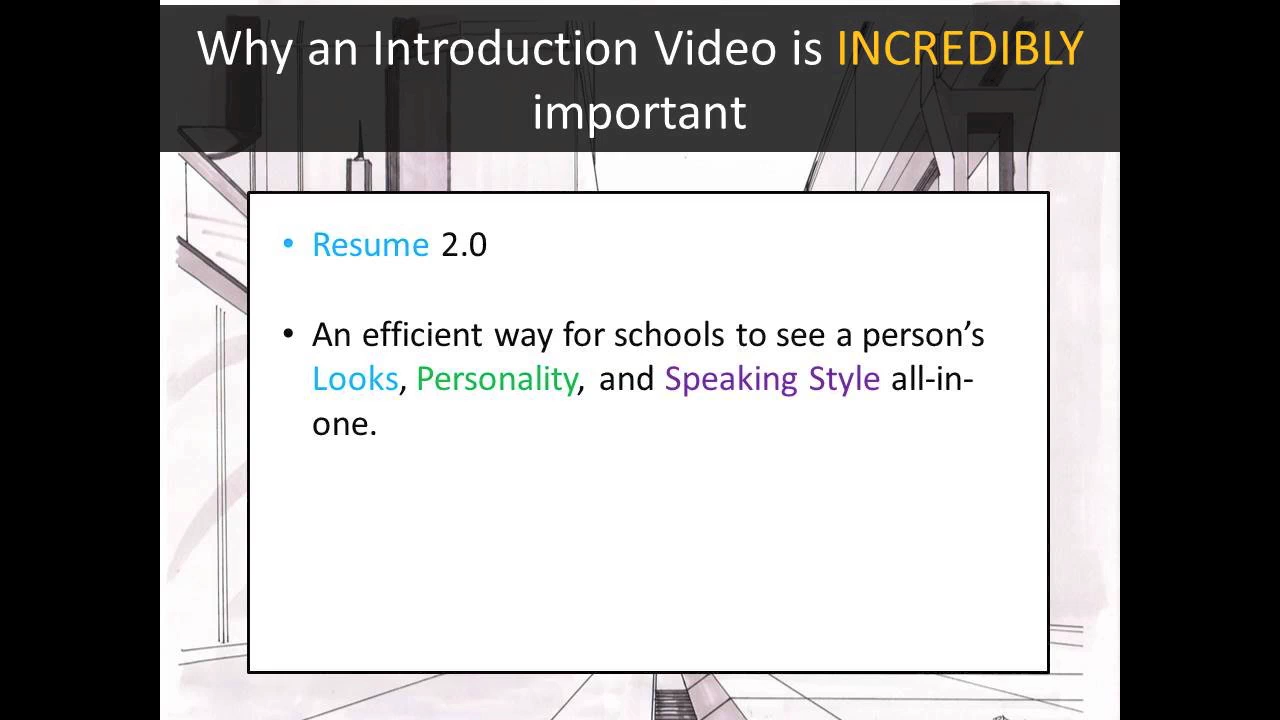 Why an Introduction Video is INCREDIBLY
important
• Resume 2.0
• An efficient way for schools to see a person’s
Looks, Personality, and Speaking Style all-in-
one.